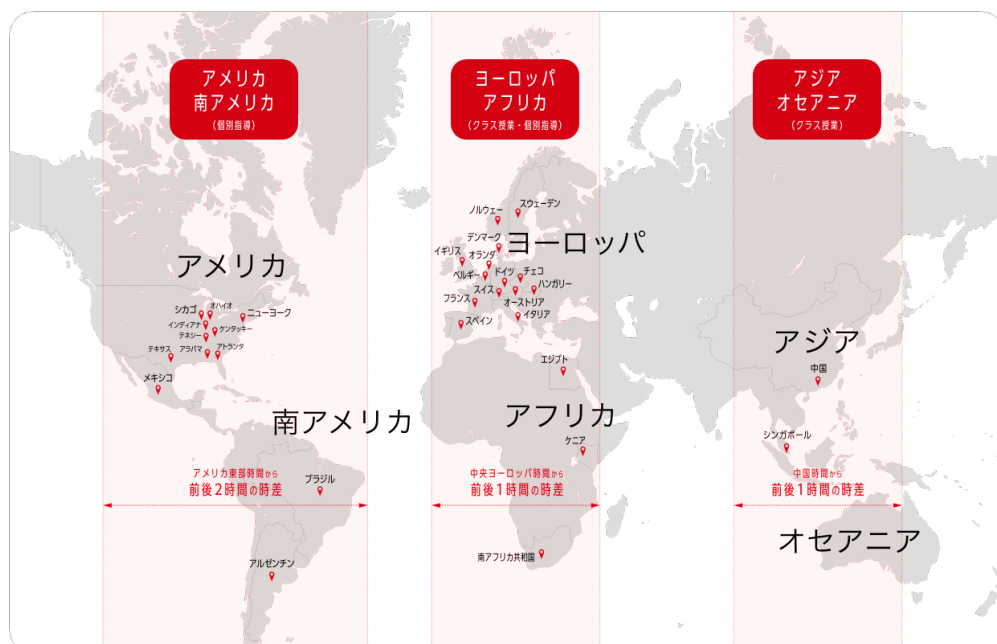 アメリカ
南アメリカ
（個別指導）
ヨーロッパ
アフリカ
（クラス授業・個別指導）
アジア
オセアニア
（クラス授業）
アメリカ
シカゴ
オハイオ
ニューヨーク
インディアナ
ケンタッキー
テネシー
テキサス
アラバマ
アトランタ
メキシコ
南アメリカ
アメリカ東部時間から
前後2時間の時差
ブラジル
アルゼンチン
ノルウェー
スウェーデン
デンマーク
ヨーロッパ
イギリス
オランダ
ベルギー
ドイツ
チェコ
スイス
ハンガリー
フランス
オーストリア
スペイン
イタリア
エジプト
アフリカ
ケニア
中央ヨーロッパ時間から
前後1時間の時差
南アフリカ共和国
アジア
中国
シンガポール
中国時間から
前後1時間の時差
オセアニア